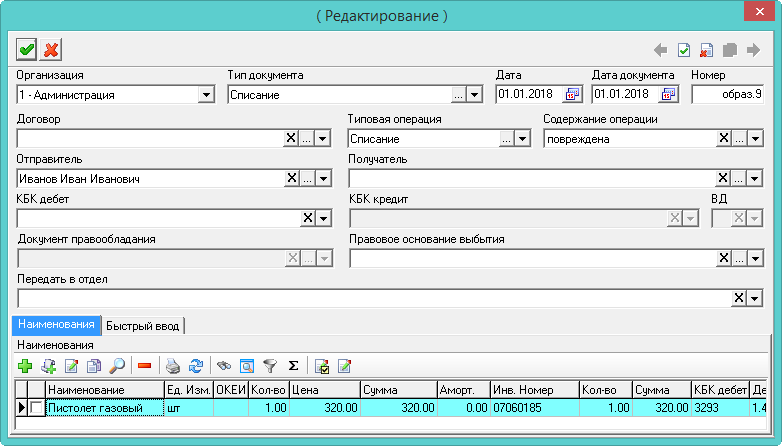 ( Редактирование )
Организация Тип документа Дата Дата документа Номер
1 - Администрация Списание ... 01.01.2018 01.01.2018 образ.9
Договор Типовая операция Содержание операции
X ... Списание ... повреждена X ...
Отправитель Получатель
Иванов Иван Иванович X ... X ...
КБК дебет КБК кредит ВД
X X X
Документ правообладания Правовое основание выбытия
X ... X ...
Передать в отдел
X
Наименования Быстрый ввод
Наименования
Наименование Ед. Изм. ОКЕИ Кол-во Цена Сумма Аморт. Инв. Номер Кол-во Сумма КБК дебет Де
Пистолет газовый шт 1.00 320.00 320.00 0.00 07060185 1.00 320.00 3293 1.4